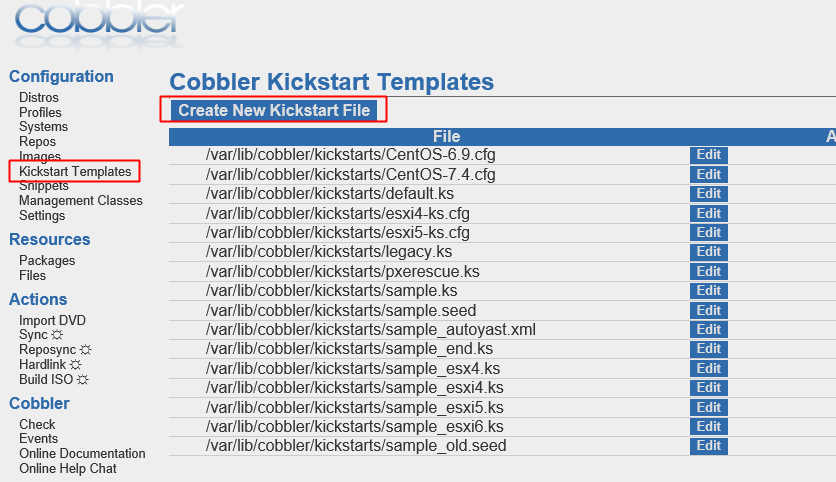 cobbler
Configuration
Distros
Profiles
Systems
Repos
Images
Kickstart Templates
Snippets
Management Classes
Settings
Resources
Packages
Files
Actions
Import DVD
Sync
Reposync
Hardlink
Build ISO
Cobbler
Check
Events
Online Documentation
Online Help Chat
Cobbler Kickstart Templates
Create New Kickstart File
File A
/var/lib/cobbler/kickstarts/CentOS-6.9.cfg Edit
/var/lib/cobbler/kickstarts/CentOS-7.4.cfg Edit
/var/lib/cobbler/kickstarts/default.ks Edit
/var/lib/cobbler/kickstarts/esxi4-ks.cfg Edit
/var/lib/cobbler/kickstarts/esxi5-ks.cfg Edit
/var/lib/cobbler/kickstarts/legacy.ks Edit
/var/lib/cobbler/kickstarts/pxerescue.ks Edit
/var/lib/cobbler/kickstarts/sample.ks Edit
/var/lib/cobbler/kickstarts/sample.seed Edit
/var/lib/cobbler/kickstarts/sample_autoyast.xml Edit
/var/lib/cobbler/kickstarts/sample_end.ks Edit
/var/lib/cobbler/kickstarts/sample_esx4.ks Edit
/var/lib/cobbler/kickstarts/sample_esxi4.ks Edit
/var/lib/cobbler/kickstarts/sample_esxi5.ks Edit
/var/lib/cobbler/kickstarts/sample_esxi6.ks Edit
/var/lib/cobbler/kickstarts/sample_old.seed Edit